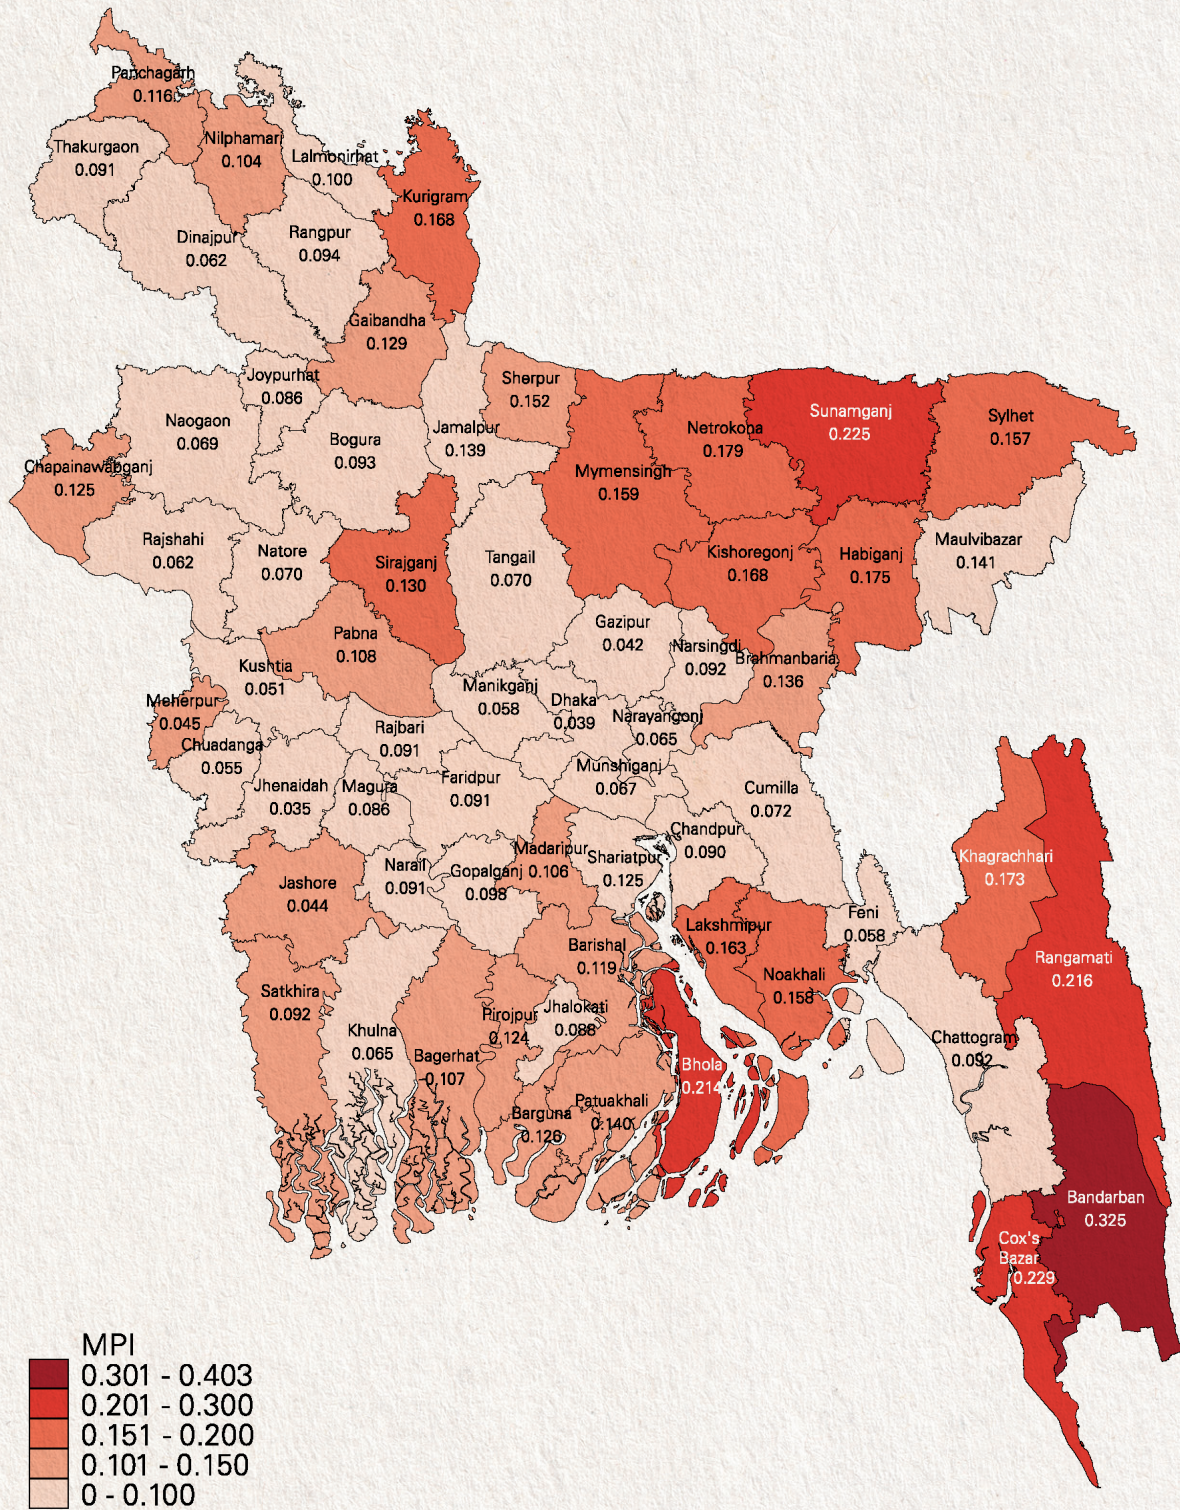 Panchagarh
0.116
Thakurgaon
0.091
Nilphamari
0.104
Lalmonirhat
0.100
Kurigram
0.168
Dinajpur
0.062
Rangpur
0.094
Gaibandha
0.129
Joypurhat
0.086
Sherpur
0.152
Naogaon
0.069
Bogura
0.093
Jamalpur
0.139
Netrokona
0.179
Sunamganj
0.225
Sylhet
0.157
Chapainawabganj
0.125
Mymensingh
0.159
Rajshahi
0.062
Natore
0.070
Sirajganj
0.130
Tangail
0.070
Kishoregonj
0.168
Habiganj
0.175
Maulvibazar
0.141
Pabna
0.108
Gazipur
0.042
Narsingdi
0.092
Brahmanbaria
0.136
Kushtia
0.051
Meherpur
0.045
Manikganj
0.058
Dhaka
0.039
Narayangonj
0.065
Chuadanga
0.055
Rajbari
0.091
Jhenaidah
0.035
Magura
0.086
Faridpur
0.091
Munshiganj
0.067
Cumilla
0.072
Chandpur
0.090
Khagrachhari
0.173
Jashore
0.044
Narail
0.091
Gopalganj
0.098
Madaripur
0.106
Shariatpur
0.125
Feni
0.058
Lakshmipur
0.163
Barishal
0.119
Noakhali
0.158
Rangamati
0.216
Satkhira
0.092
Khulna
0.065
Pirojpur
0.124
Jhalokati
0.088
Bagerhat
0.107
Bhola
0.214
Chattogram
0.092
Barguna
0.126
Patuakhali
0.140
Bandarban
0.325
Cox's
Bazar
0.229
MPI
0.301 - 0.403
0.201 - 0.300
0.151 - 0.200
0.101 - 0.150
0 - 0.100